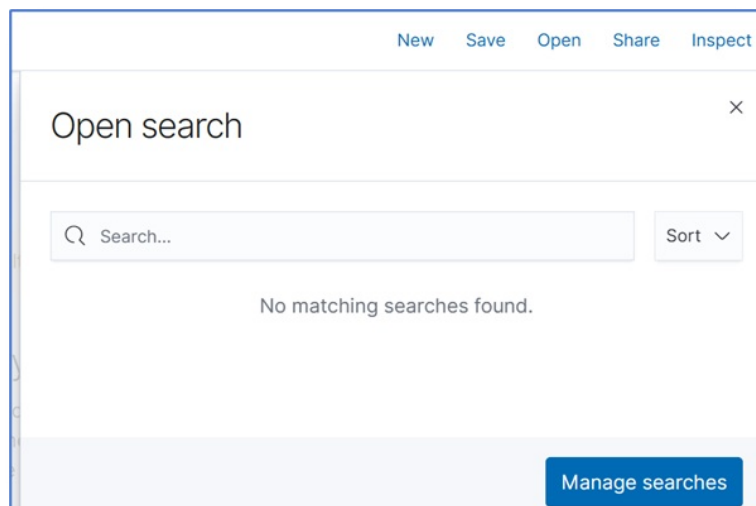 New Save Open Share Inspect
Open search
Search...
Sort
No matching searches found.
Manage searches